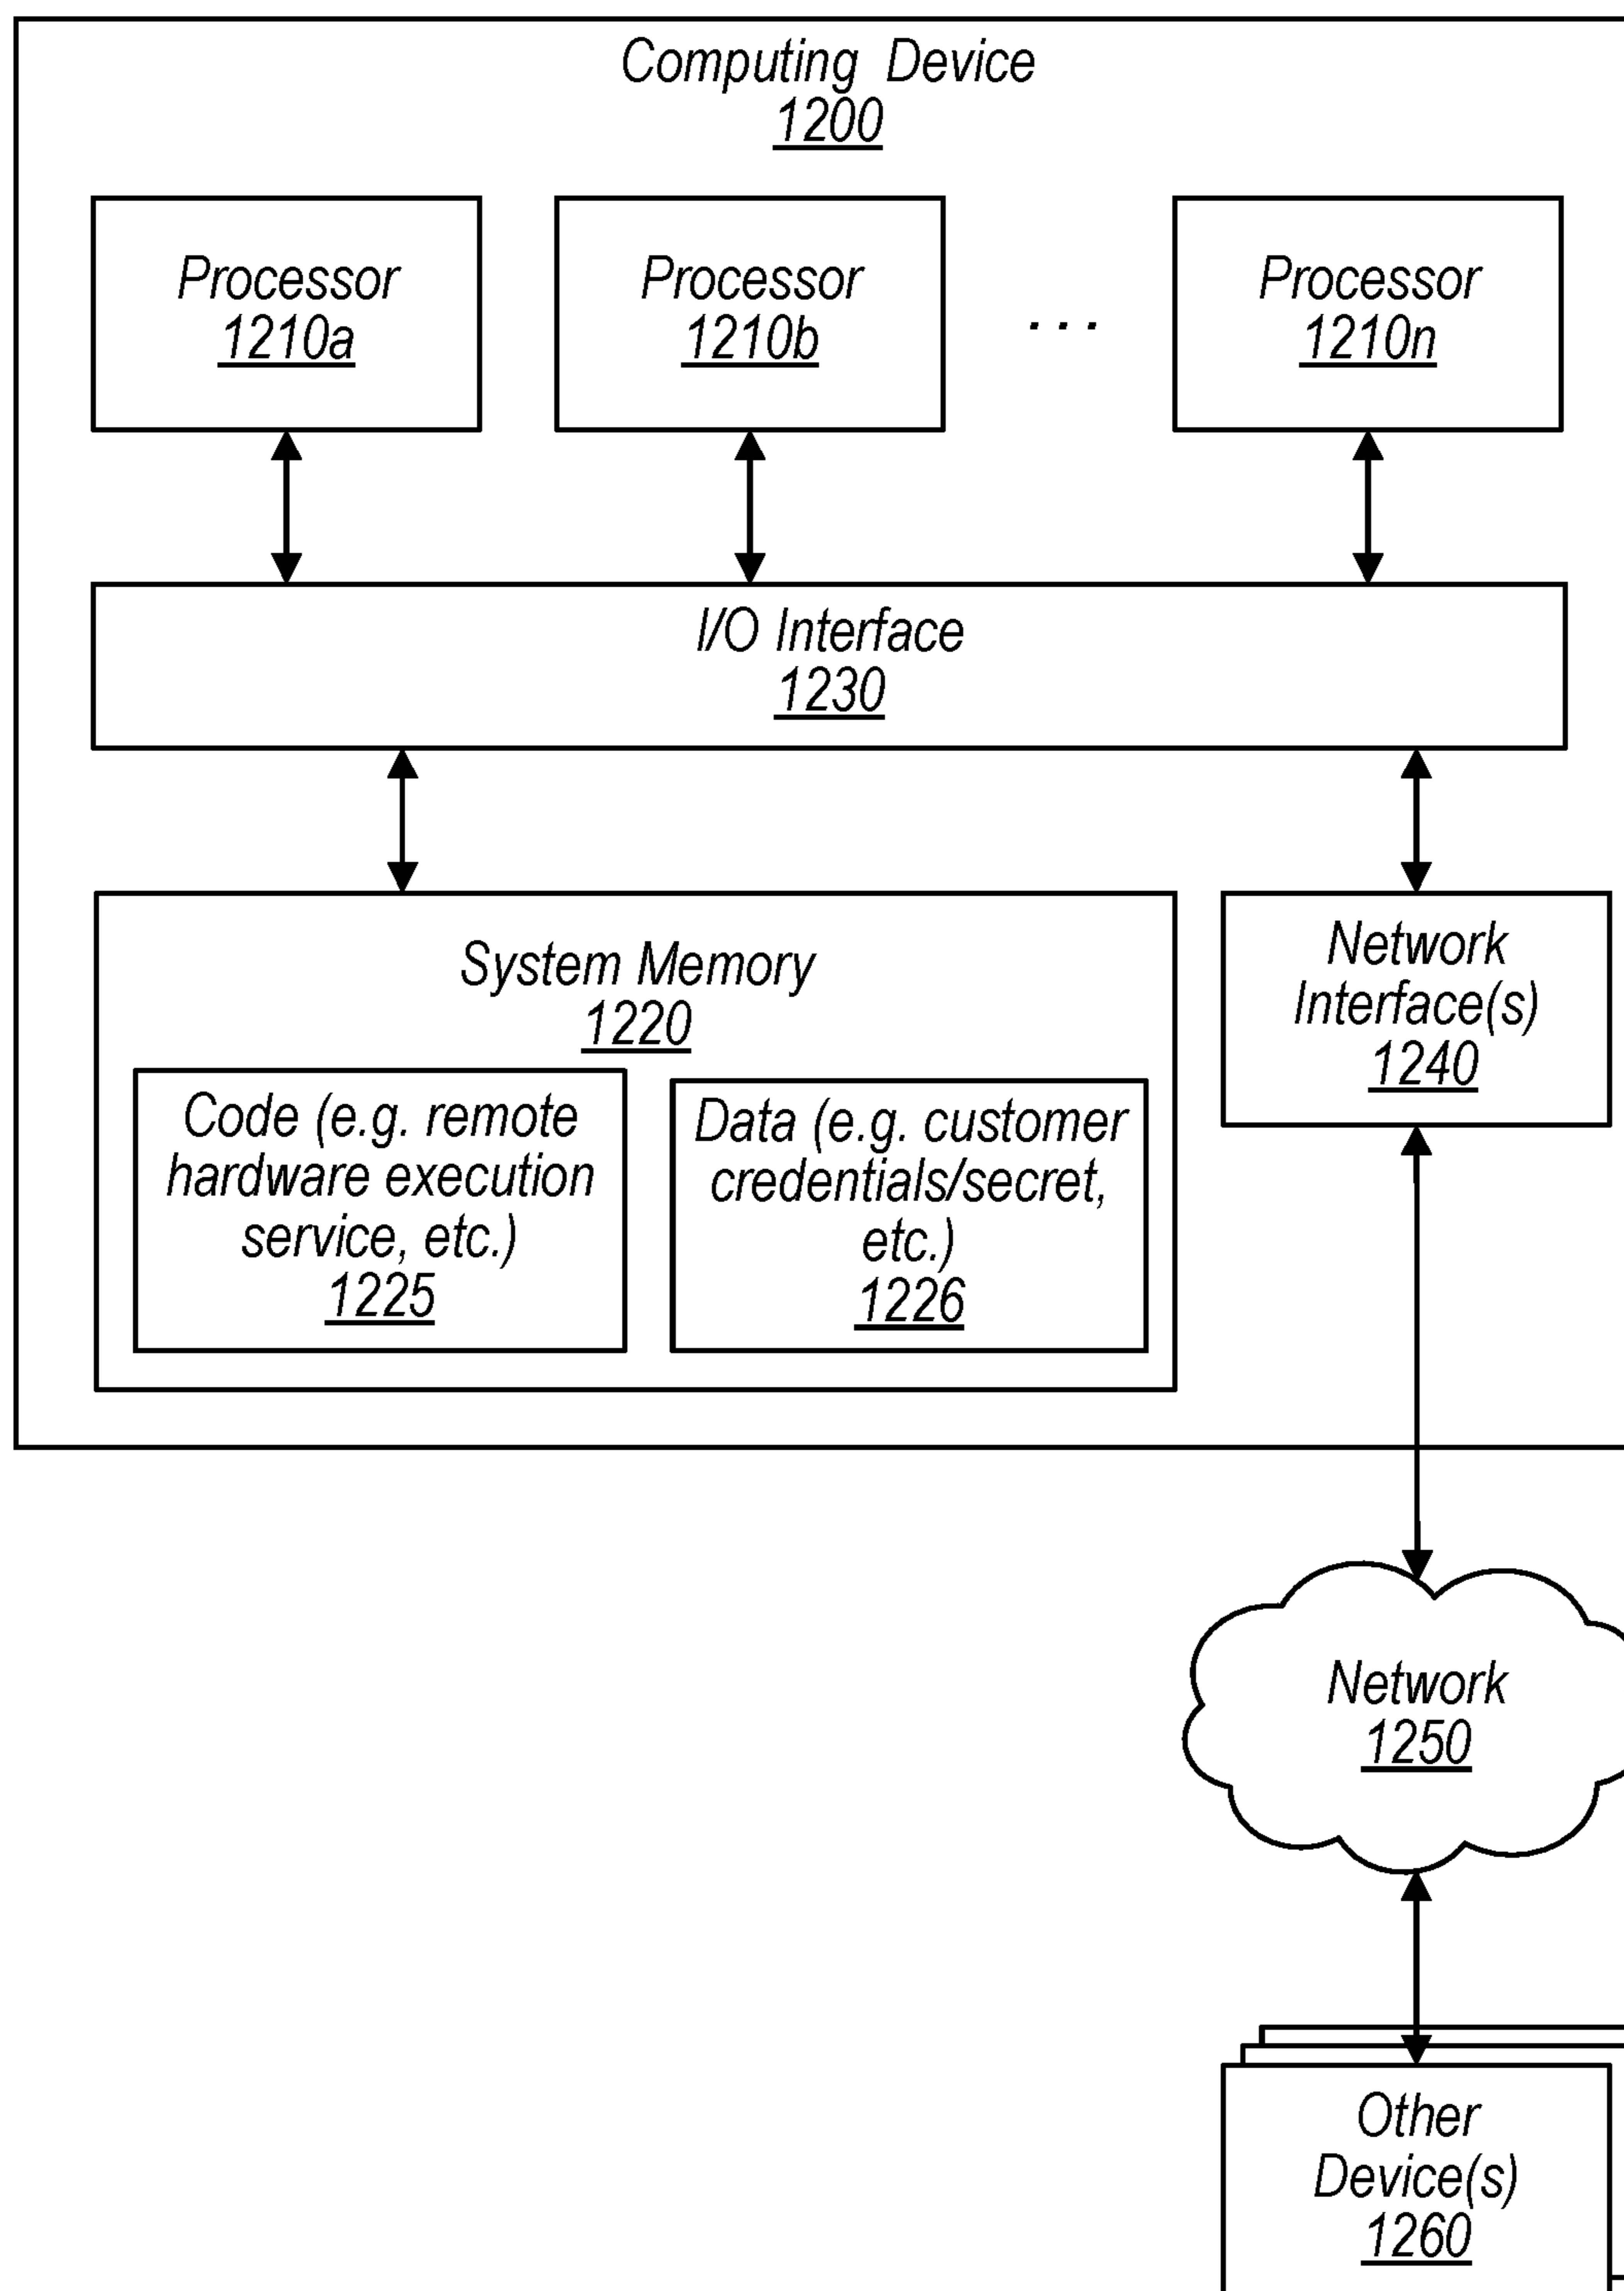 Computing Device
1200
Processor
1210a
Processor
1210b
...
Processor
1210n
I/O Interface
1230
System Memory
1220
Code (e.g. remote
hardware execution
service, etc.)
1225
Data (e.g. customer
credentials/secret,
etc.)
1226
Network
Interface(s)
1240
Network
1250
Other
Device(s)
1260